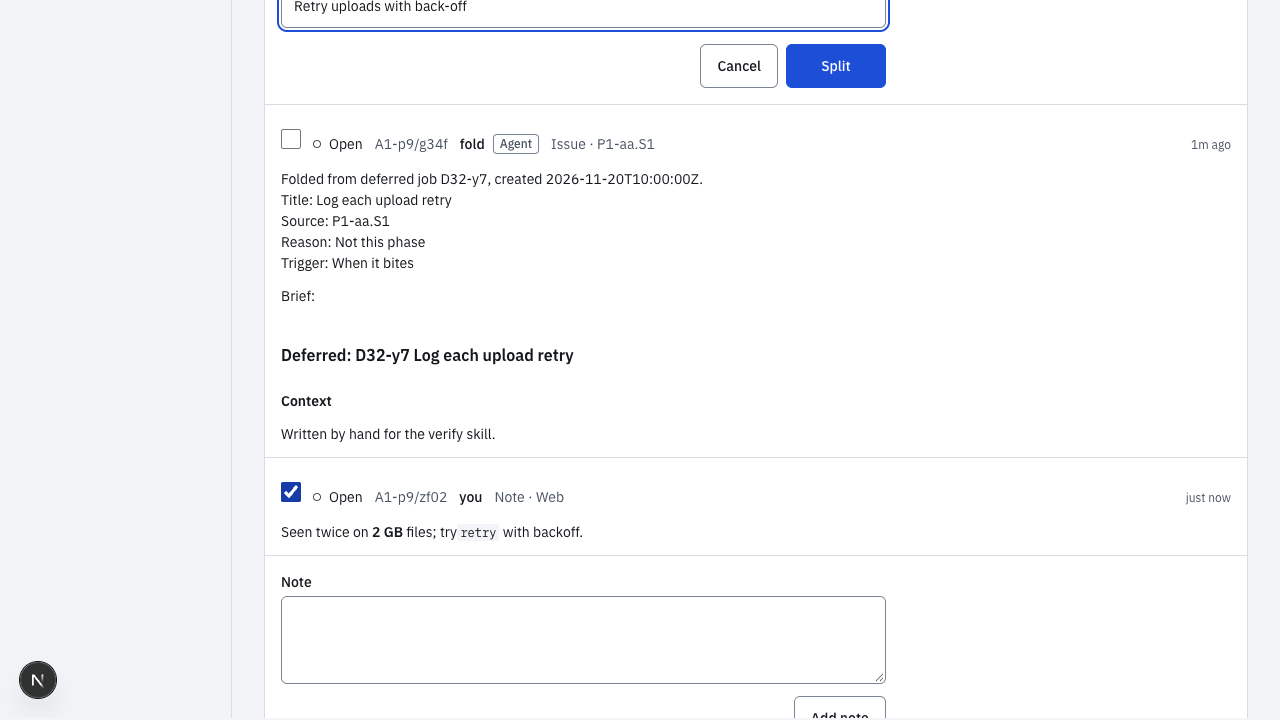 Retry uploads with back-off
Cancel
Split
Open A1-p9/g34f fold Agent Issue · P1-aa.S1 1m ago
Folded from deferred job D32-y7, created 2026-11-20T10:00:00Z.
Title: Log each upload retry
Source: P1-aa.S1
Reason: Not this phase
Trigger: When it bites
Brief:
Deferred: D32-y7 Log each upload retry
Context
Written by hand for the verify skill.
Open A1-p9/zf02 you Note · Web just now
Seen twice on 2 GB files; try retry with backoff.
Note
N
Add note